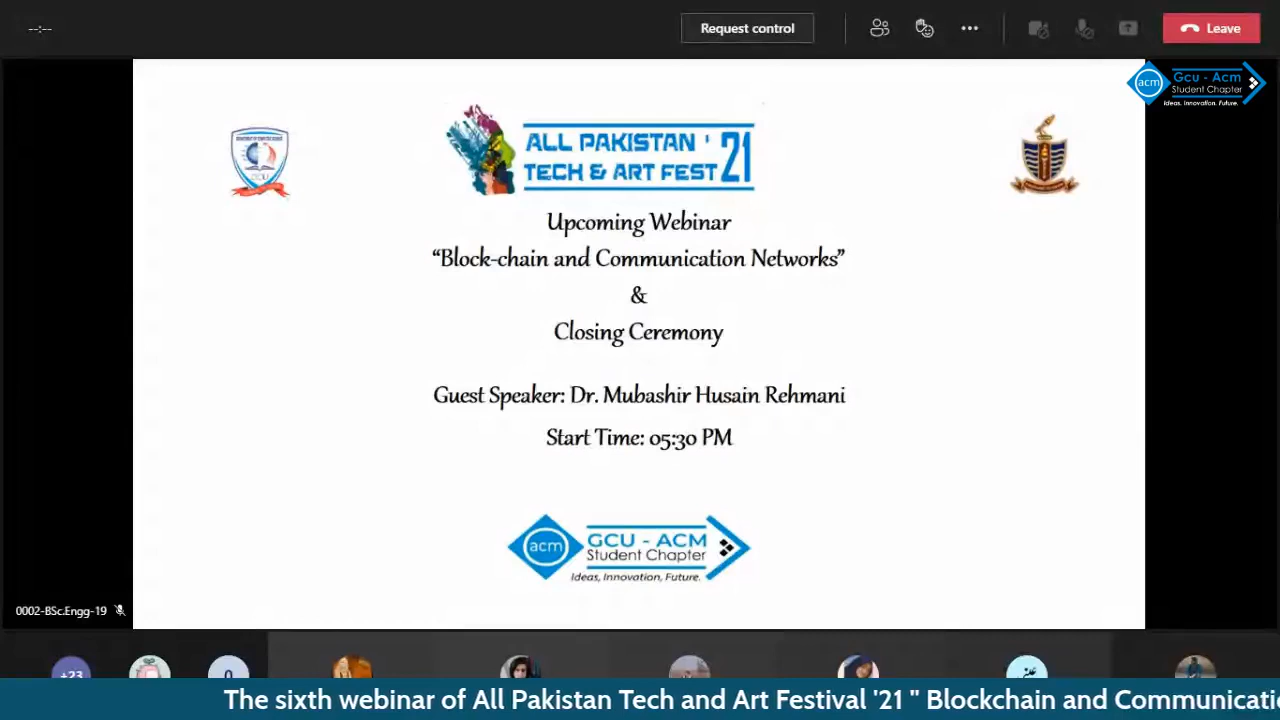 --:--
Request control
Leave
acm
Gcu - Acm
Student Chapter
Ideas. Innovation. Future.
ALL PAKISTAN '
TECH & ART FEST 21
Upcoming Webinar
“Block-chain and Communication Networks”
&
Closing Ceremony
Guest Speaker: Dr. Mubashir Husain Rehmani
Start Time: 05:30 PM
acm
GCU - ACM
Student Chapter
Ideas, Innovation, Future.
0002-BSc.Engg-19
+23
0
The sixth webinar of All Pakistan Tech and Art Festival '21 " Blockchain and Communicati